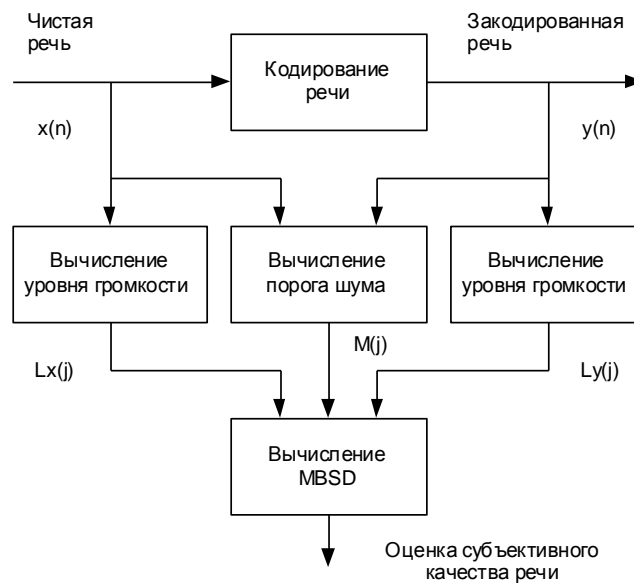 Чистая
речь
Закодированная
речь
Кодирование
речи
x(n)
y(n)
Вычисление
уровня громкости
Вычисление
порога шума
Вычисление
уровня громкости
Lx(j)
M(j)
Ly(j)
Вычисление
MBSD
Оценка субъективного
качества речи